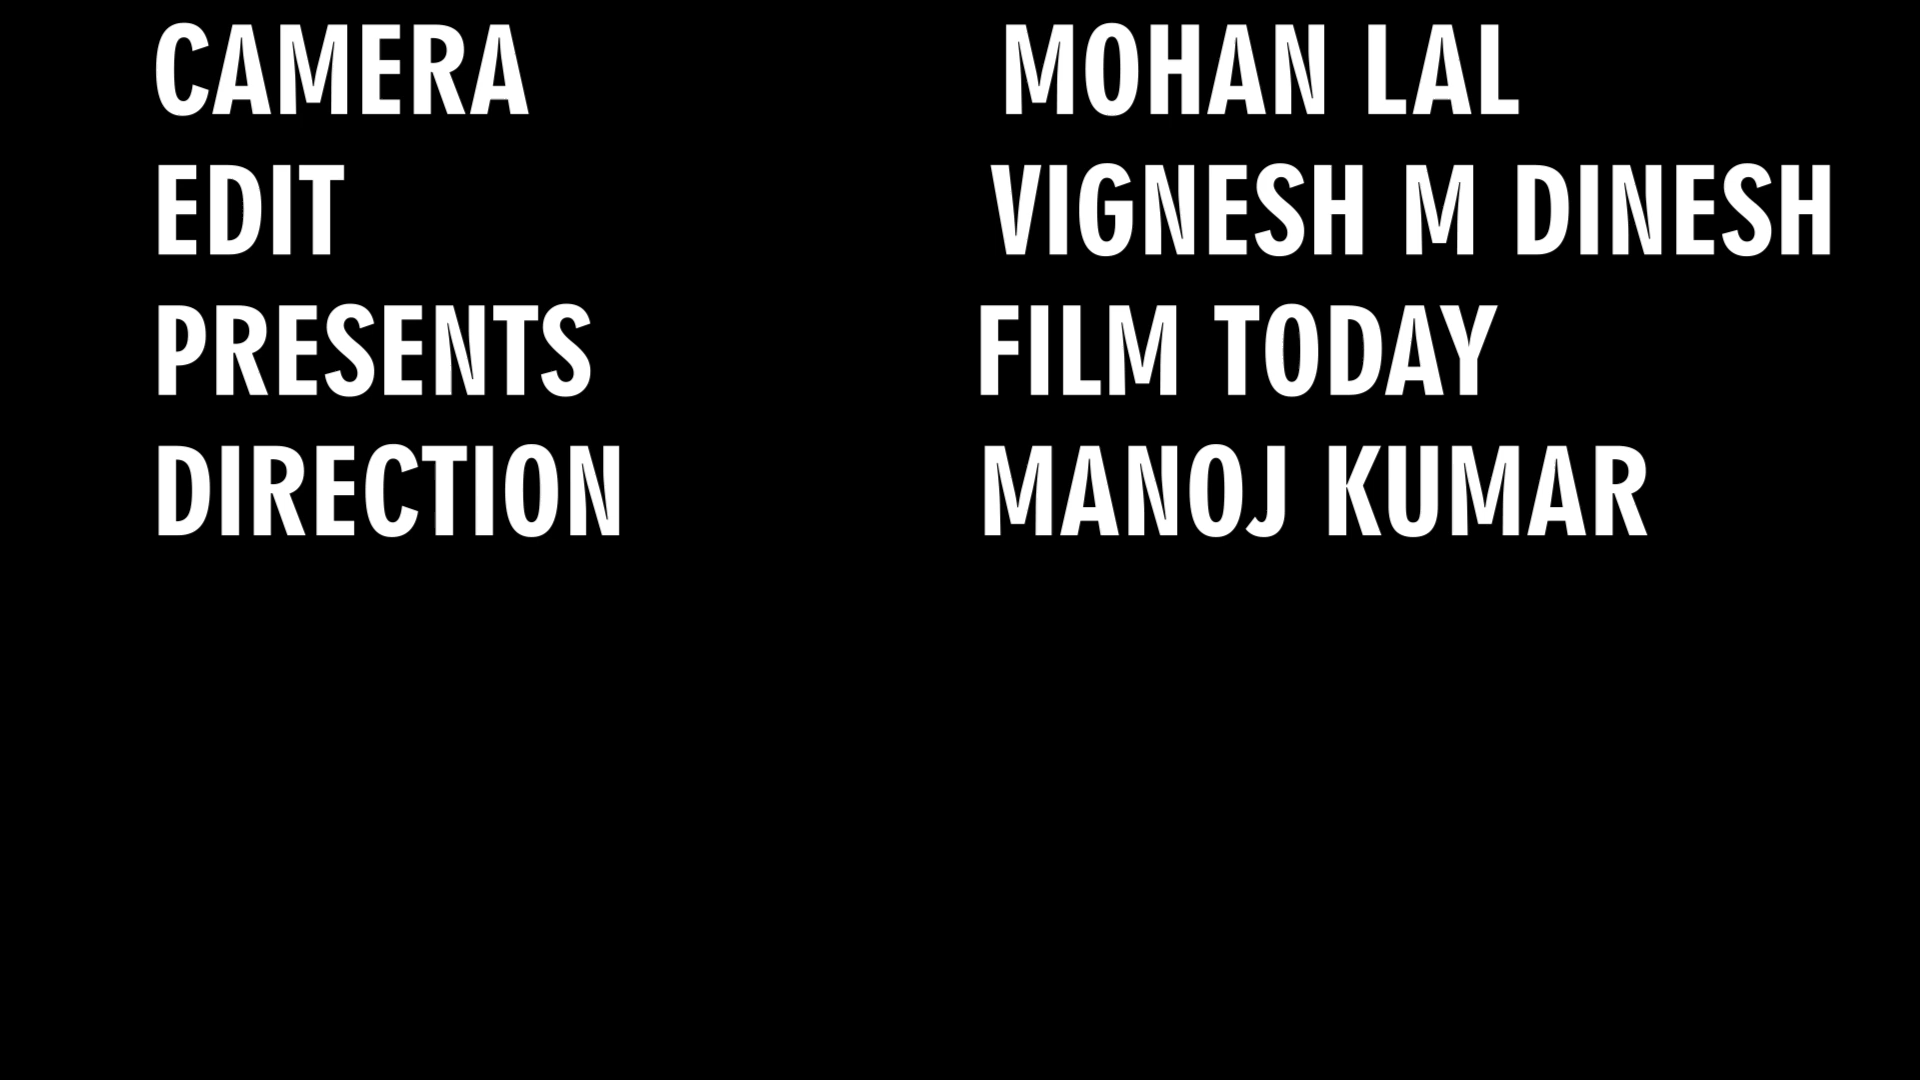 CAMERA MOHAN LAL
EDIT VIGNESH M DINESH
PRESENTS FILM TODAY
DIRECTION MANOJ KUMAR